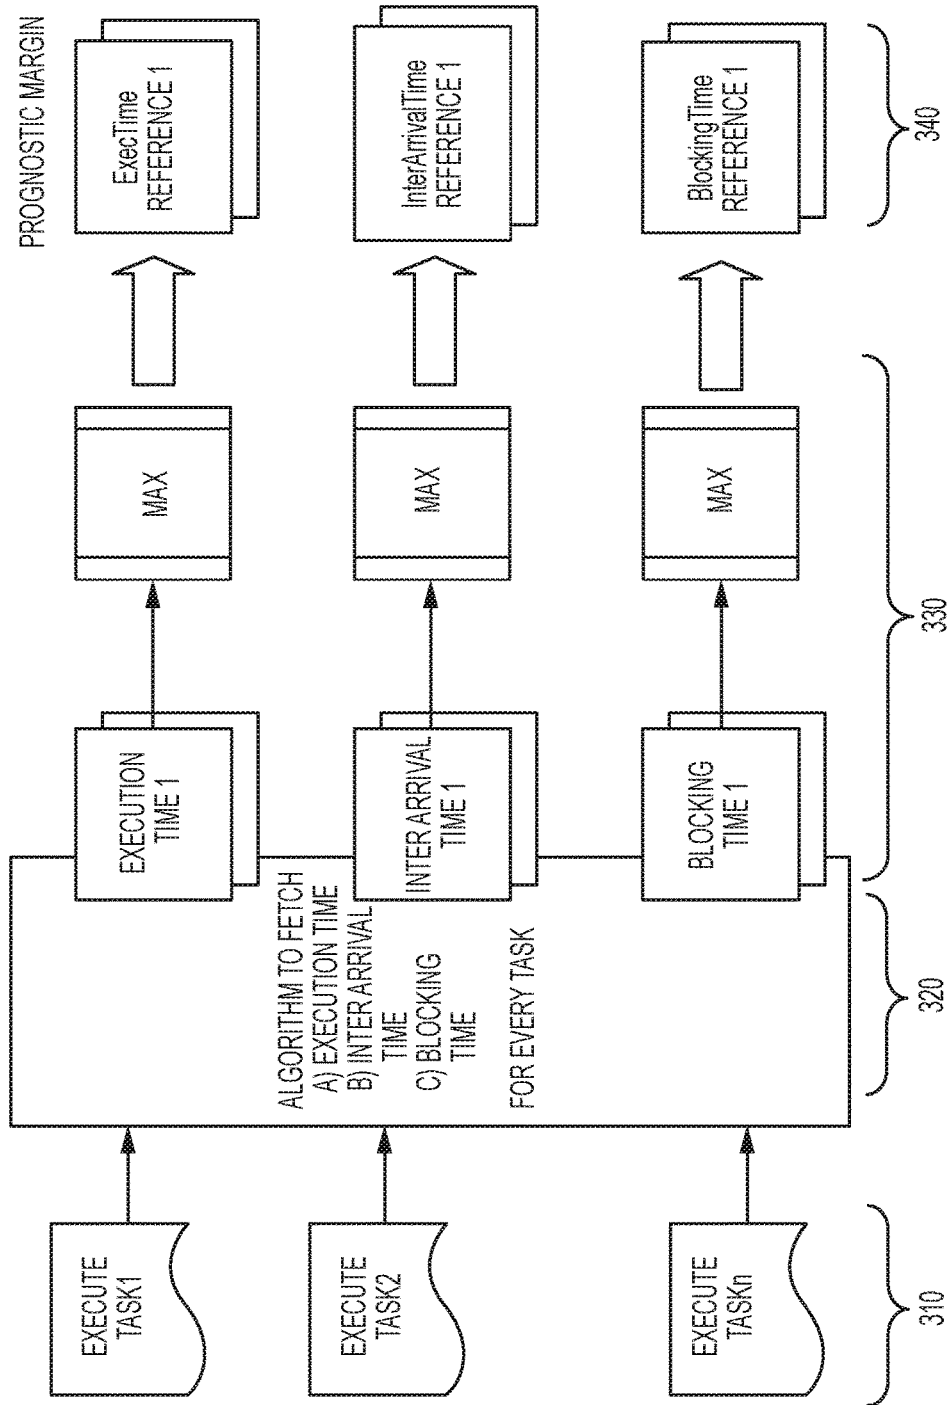 PROGNOSTIC MARGIN
EXECUTE
TASK1
EXECUTE
TASK2
EXECUTE
TASKn
310
ALGORITHM TO FETCH
A) EXECUTION TIME
B) INTER ARRIVAL
TIME
C) BLOCKING
TIME
FOR EVERY TASK
320
EXECUTION
TIME 1
INTER ARRIVAL
TIME 1
BLOCKING
TIME 1
MAX
MAX
MAX
330
ExecTime
REFERENCE 1
InterArrivalTime
REFERENCE 1
BlockingTime
REFERENCE 1
340